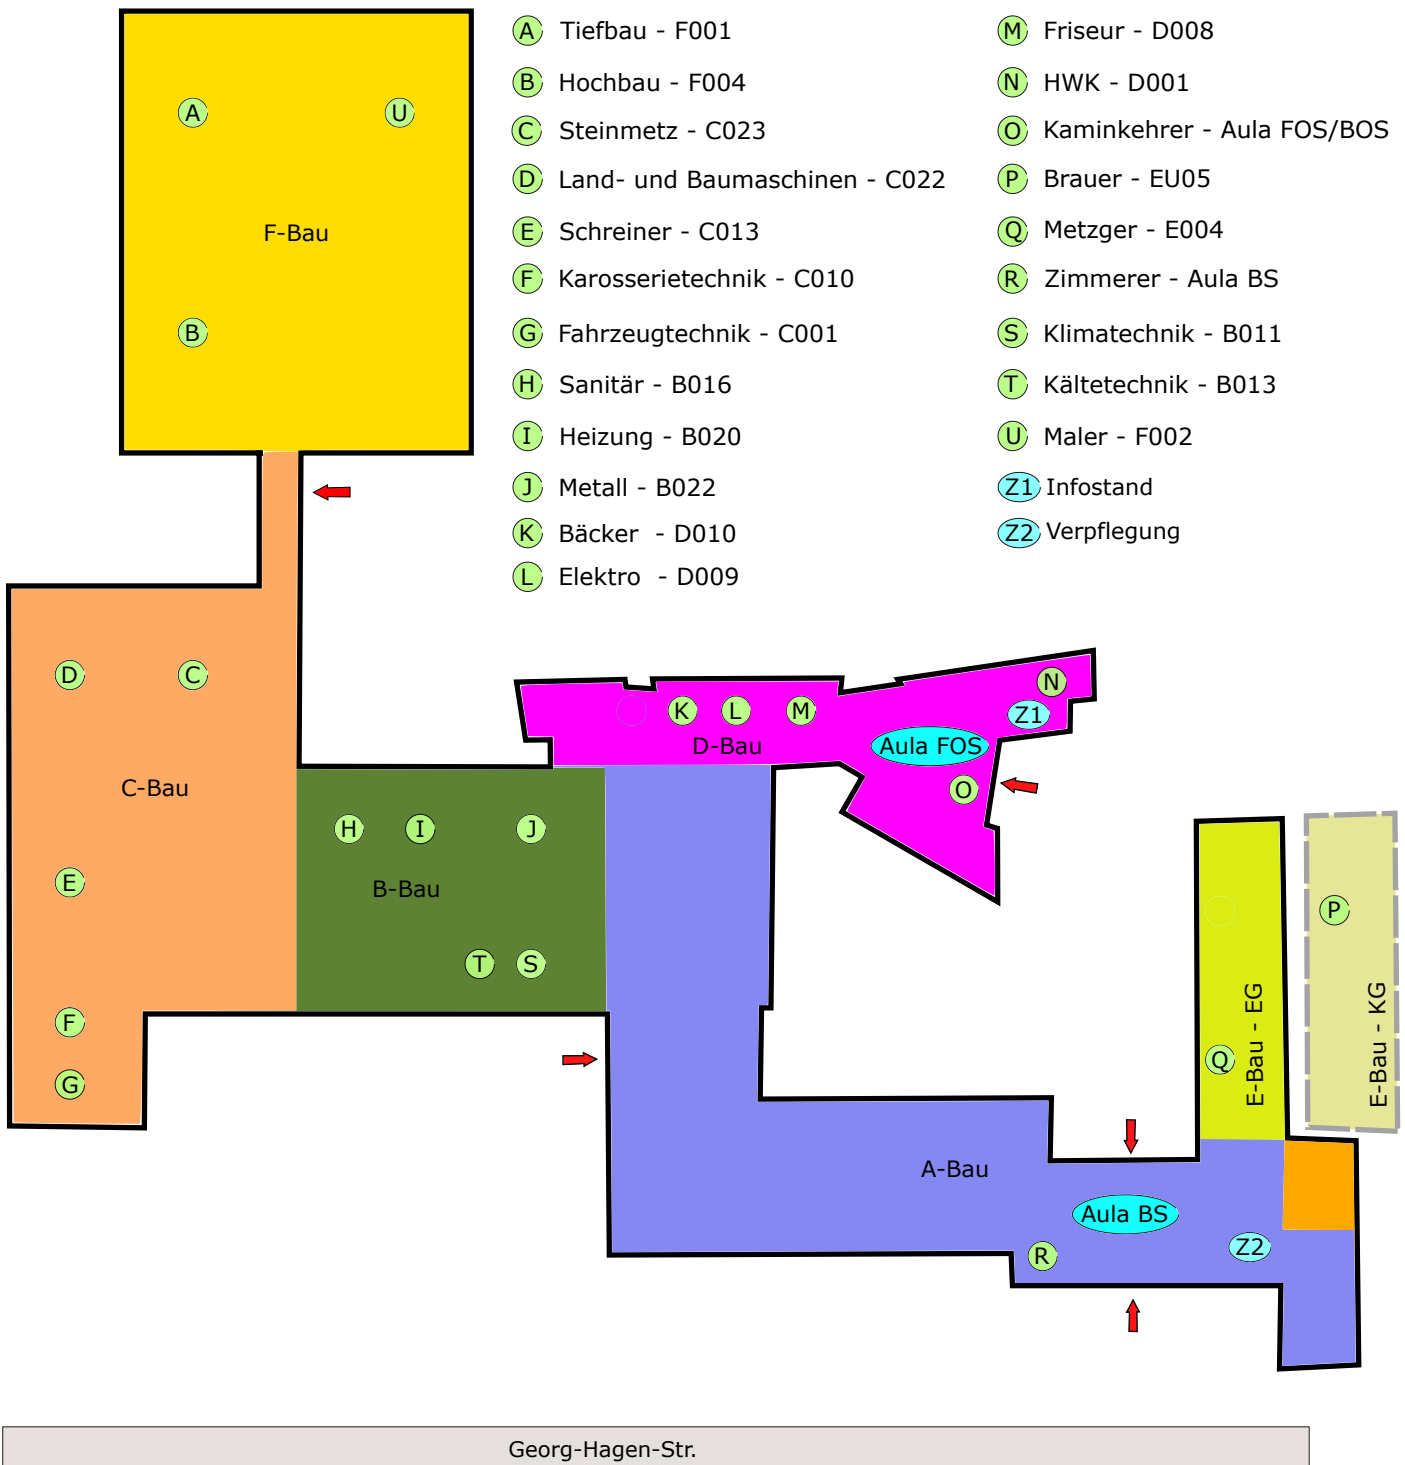 A Tiefbau - F001
B Hochbau - F004
C Steinmetz - C023
D Land- und Baumaschinen - C022
E Schreiner - C013
F Karosserietechnik - C010
G Fahrzeugtechnik - C001
H Sanitär - B016
I Heizung - B020
J Metall - B022
K Bäcker - D010
L Elektro - D009
M Friseur - D008
N HWK - D001
O Kaminkehrer - Aula FOS/BOS
P Brauer - EU05
Q Metzger - E004
R Zimmerer - Aula BS
S Klimatechnik - B011
T Kältetechnik - B013
U Maler - F002
Z1 Infostand
Z2 Verpflegung
A U
F-Bau
B
D C
C-Bau
E
F
G
H I J
B-Bau
T S
K L M
D-Bau
N
Z1
Aula FOS
O
A-Bau
Aula BS
R
Z2
Q
E-Bau - EG
P
E-Bau - KG
Georg-Hagen-Str.